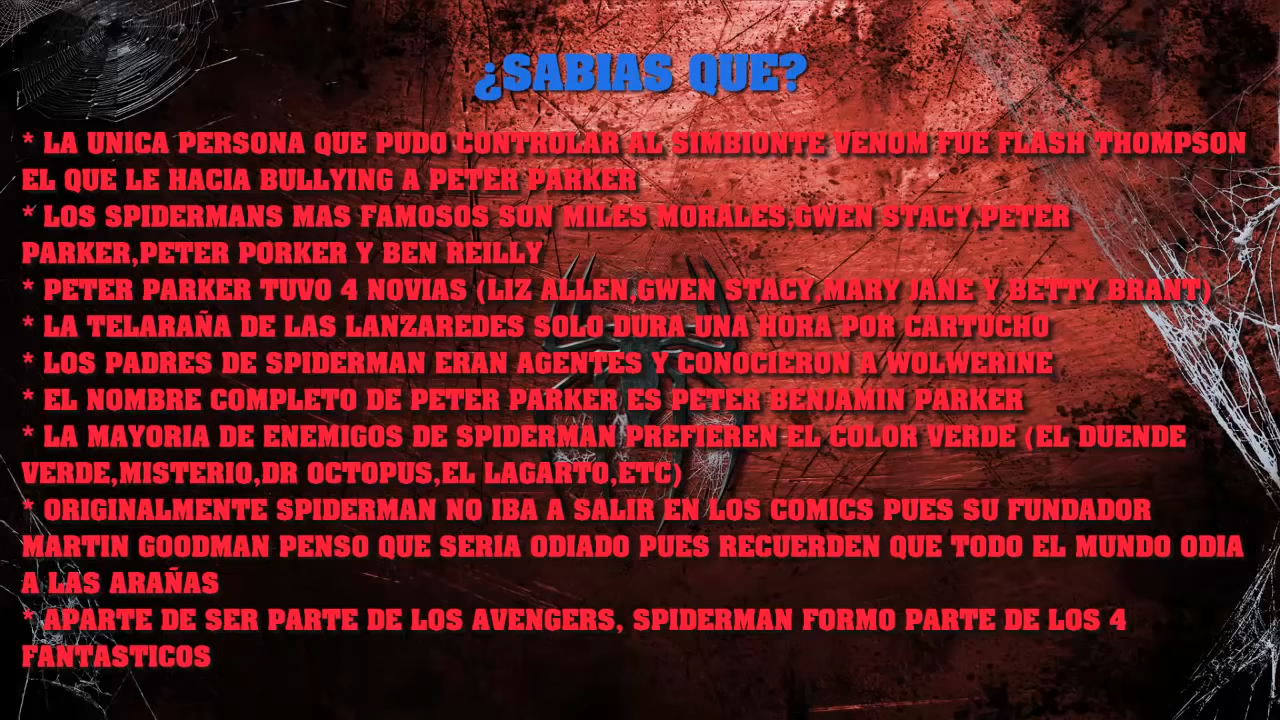 ¿SABIAS QUE?
* LA UNICA PERSONA QUE PUDO CONTROLAR AL SIMBIONTE VENOM FUE FLASH THOMPSON
EL QUE LE HACIA BULLYING A PETER PARKER
* LOS SPIDERMANS MAS FAMOSOS SON MILES MORALES,GWEN STACY,PETER
PARKER,PETER PORKER Y BEN REILLY
* PETER PARKER TUVO 4 NOVIAS (LIZ ALLEN,GWEN STACY,MARY JANE Y BETTY BRANT)
* LA TELARAÑA DE LAS LANZAREDES SOLO DURA UNA HORA POR CARTUCHO
* LOS PADRES DE SPIDERMAN ERAN AGENTES Y CONOCIERON A WOLWERINE
* EL NOMBRE COMPLETO DE PETER PARKER ES PETER BENJAMIN PARKER
* LA MAYORIA DE ENEMIGOS DE SPIDERMAN PREFIEREN EL COLOR VERDE (EL DUENDE
VERDE,MISTERIO,DR OCTOPUS,EL LAGARTO,ETC)
* ORIGINALMENTE SPIDERMAN NO IBA A SALIR EN LOS COMICS PUES SU FUNDADOR
MARTIN GOODMAN PENSO QUE SERIA ODIADO PUES RECUERDEN QUE TODO EL MUNDO ODIA
A LAS ARAÑAS
* APARTE DE SER PARTE DE LOS AVENGERS, SPIDERMAN FORMO PARTE DE LOS 4
FANTASTICOS